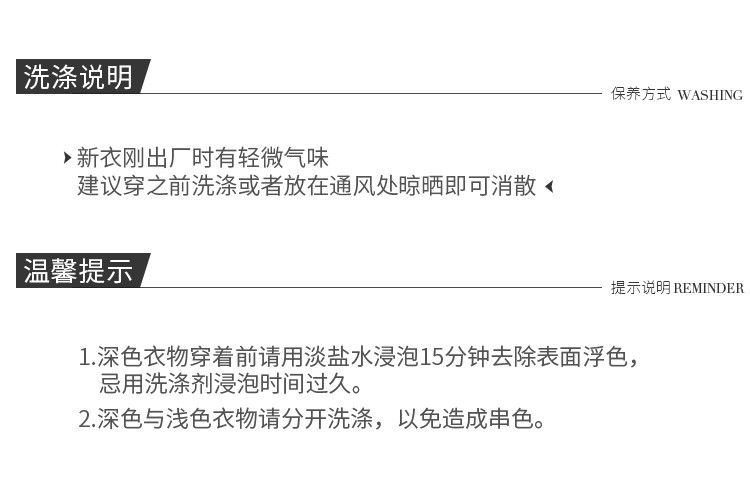 洗涤说明
保养方式 WASHING
新衣刚出厂时有轻微气味
建议穿之前洗涤或者放在通风处晾晒即可消散
温馨提示
提示说明 REMINDER
1.深色衣物穿着前请用淡盐水浸泡15分钟去除表面浮色，
忌用洗涤剂浸泡时间过久。
2.深色与浅色衣物请分开洗涤，以免造成串色。